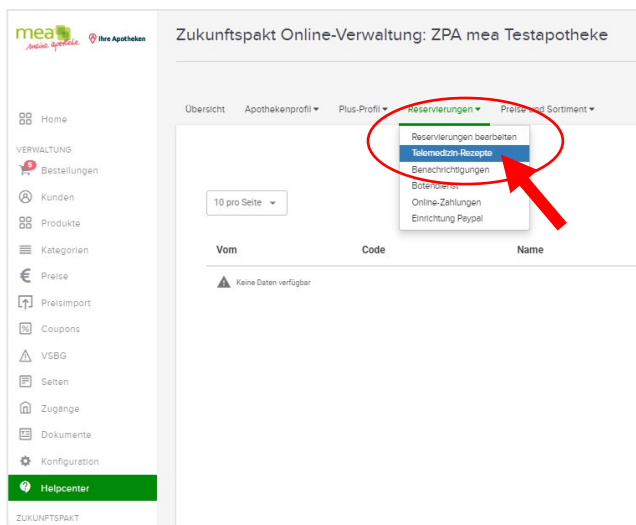 mea
meine apotheke
Ihre Apotheken
Zukunftspakt Online-Verwaltung: ZPA mea Testapotheke
Home
VERWALTUNG
5
Bestellungen
Kunden
Produkte
Kategorien
Preise
Preisimport
Coupons
VSBG
Seiten
Zugänge
Dokumente
Konfiguration
Helpcenter
ZUKUNFTSPAKT
Übersicht Apothekenprofil Plus-Profil Reservierungen Preise und Sortiment
Reservierungen bearbeiten
Telemedizin-Rezepte
Benachrichtigungen
Botendienst
Online-Zahlungen
Einrichtung Paypal
10 pro Seite
Vom Code Name
Keine Daten verfügbar